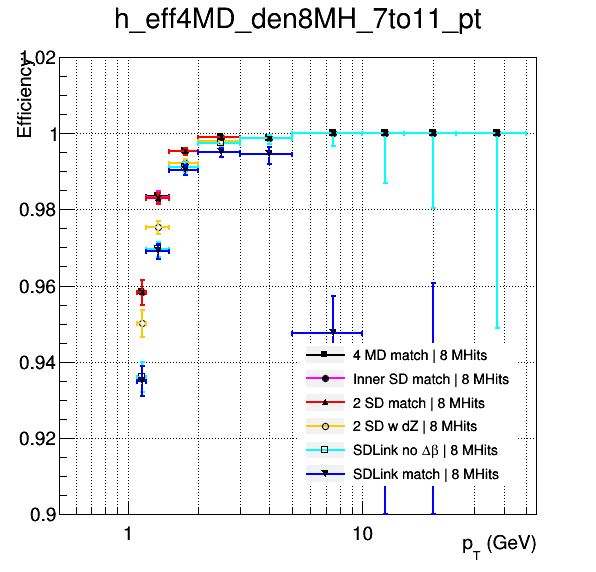 h_eff4MD_den8MH_7to11_pt
Efficiency
1.02
1
0.98
0.96
0.94
0.92
0.9
4 MD match | 8 MHits
Inner SD match | 8 MHits
2 SD match | 8 MHits
2 SD w dZ | 8 MHits
SDLink no Δβ | 8 MHits
SDLink match | 8 MHits
1
10
p_T (GeV)